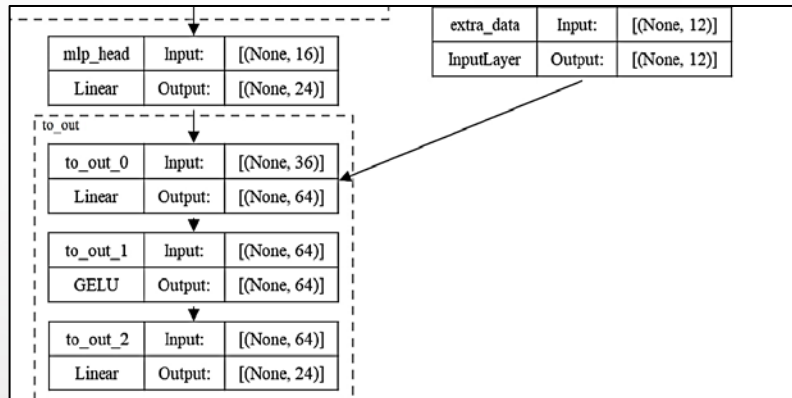 extra_data Input: [(None, 12)]
InputLayer Output: [(None, 12)]
mlp_head Input: [(None, 16)]
Linear Output: [(None, 24)]
to_out
to_out_0 Input: [(None, 36)]
Linear Output: [(None, 64)]
to_out_1 Input: [(None, 64)]
GELU Output: [(None, 64)]
to_out_2 Input: [(None, 64)]
Linear Output: [(None, 24)]